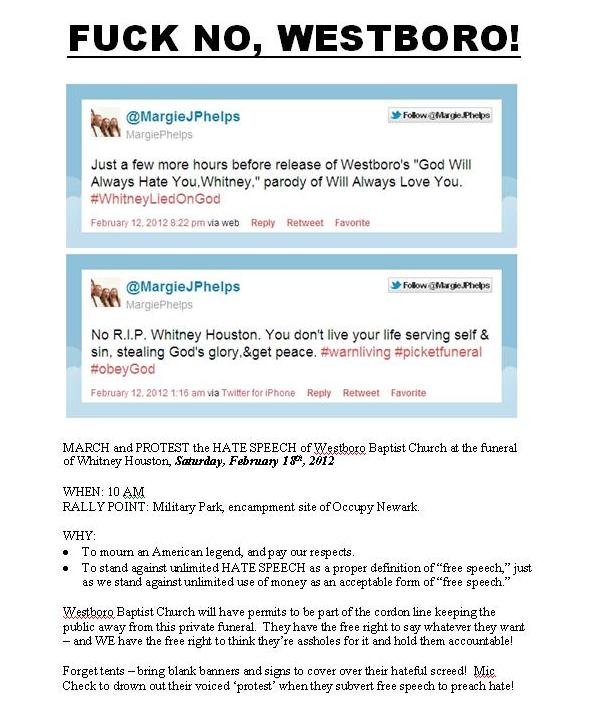 FUCK NO, WESTBORO!
@MargieJPhelps
Follow @MargieJPhelps
MargiePhelps
Just a few more hours before release of Westboro's "God Will
Always Hate You,Whitney," parody of Will Always Love You.
#WhitneyLiedOnGod
February 12, 2012 8:22 pm via web Reply Retweet Favorite
@MargieJPhelps
Follow @MargieJPhelps
MargiePhelps
No R.I.P. Whitney Houston. You don't live your life serving self &
sin, stealing God's glory,&get peace. #warnliving #picketfuneral
#obeyGod
February 12, 2012 1:16 am via Twitter for iPhone Reply Retweet Favorite
MARCH and PROTEST the HATE SPEECH of Westboro Baptist Church at the funeral
of Whitney Houston, Saturday, February 18th, 2012
WHEN: 10 AM
RALLY POINT: Military Park, encampment site of Occupy Newark.
WHY:
• To mourn an American legend, and pay our respects.
• To stand against unlimited HATE SPEECH as a proper definition of “free speech,” just
as we stand against unlimited use of money as an acceptable form of “free speech.”
Westboro Baptist Church will have permits to be part of the cordon line keeping the
public away from this private funeral. They have the free right to say whatever they want
– and WE have the free right to think they’re assholes for it and hold them accountable!
Forget tents – bring blank banners and signs to cover over their hateful screed! Mic
Check to drown out their voiced ‘protest’ when they subvert free speech to preach hate!